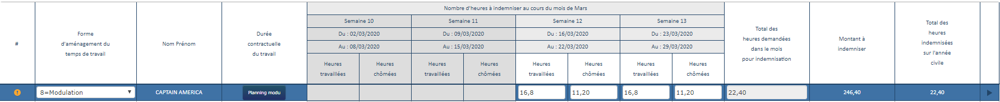 Nombre d'heures à indemniser au cours du mois de Mars
#
Forme
d'aménagement du
temps de travail
Nom Prénom
Durée
contractuelle
du travail
Semaine 10
Semaine 11
Semaine 12
Semaine 13
Du : 02/03/2020
Du : 09/03/2020
Du : 16/03/2020
Du : 23/03/2020
Au : 08/03/2020
Au : 15/03/2020
Au : 22/03/2020
Au : 29/03/2020
Heures
travaillées
Heures
chômées
Heures
travaillées
Heures
chômées
Heures
travaillées
Heures
chômées
Heures
travaillées
Heures
chômées
Total des
heures demandées
dans le mois
pour indemnisation
Montant à
indemniser
Total des
heures
indemnisées
sur l'année
civile
8=Modulation
CAPTAIN AMERICA
Planning modu
16,8
11,20
16,8
11,20
22,40
246,40
22,40